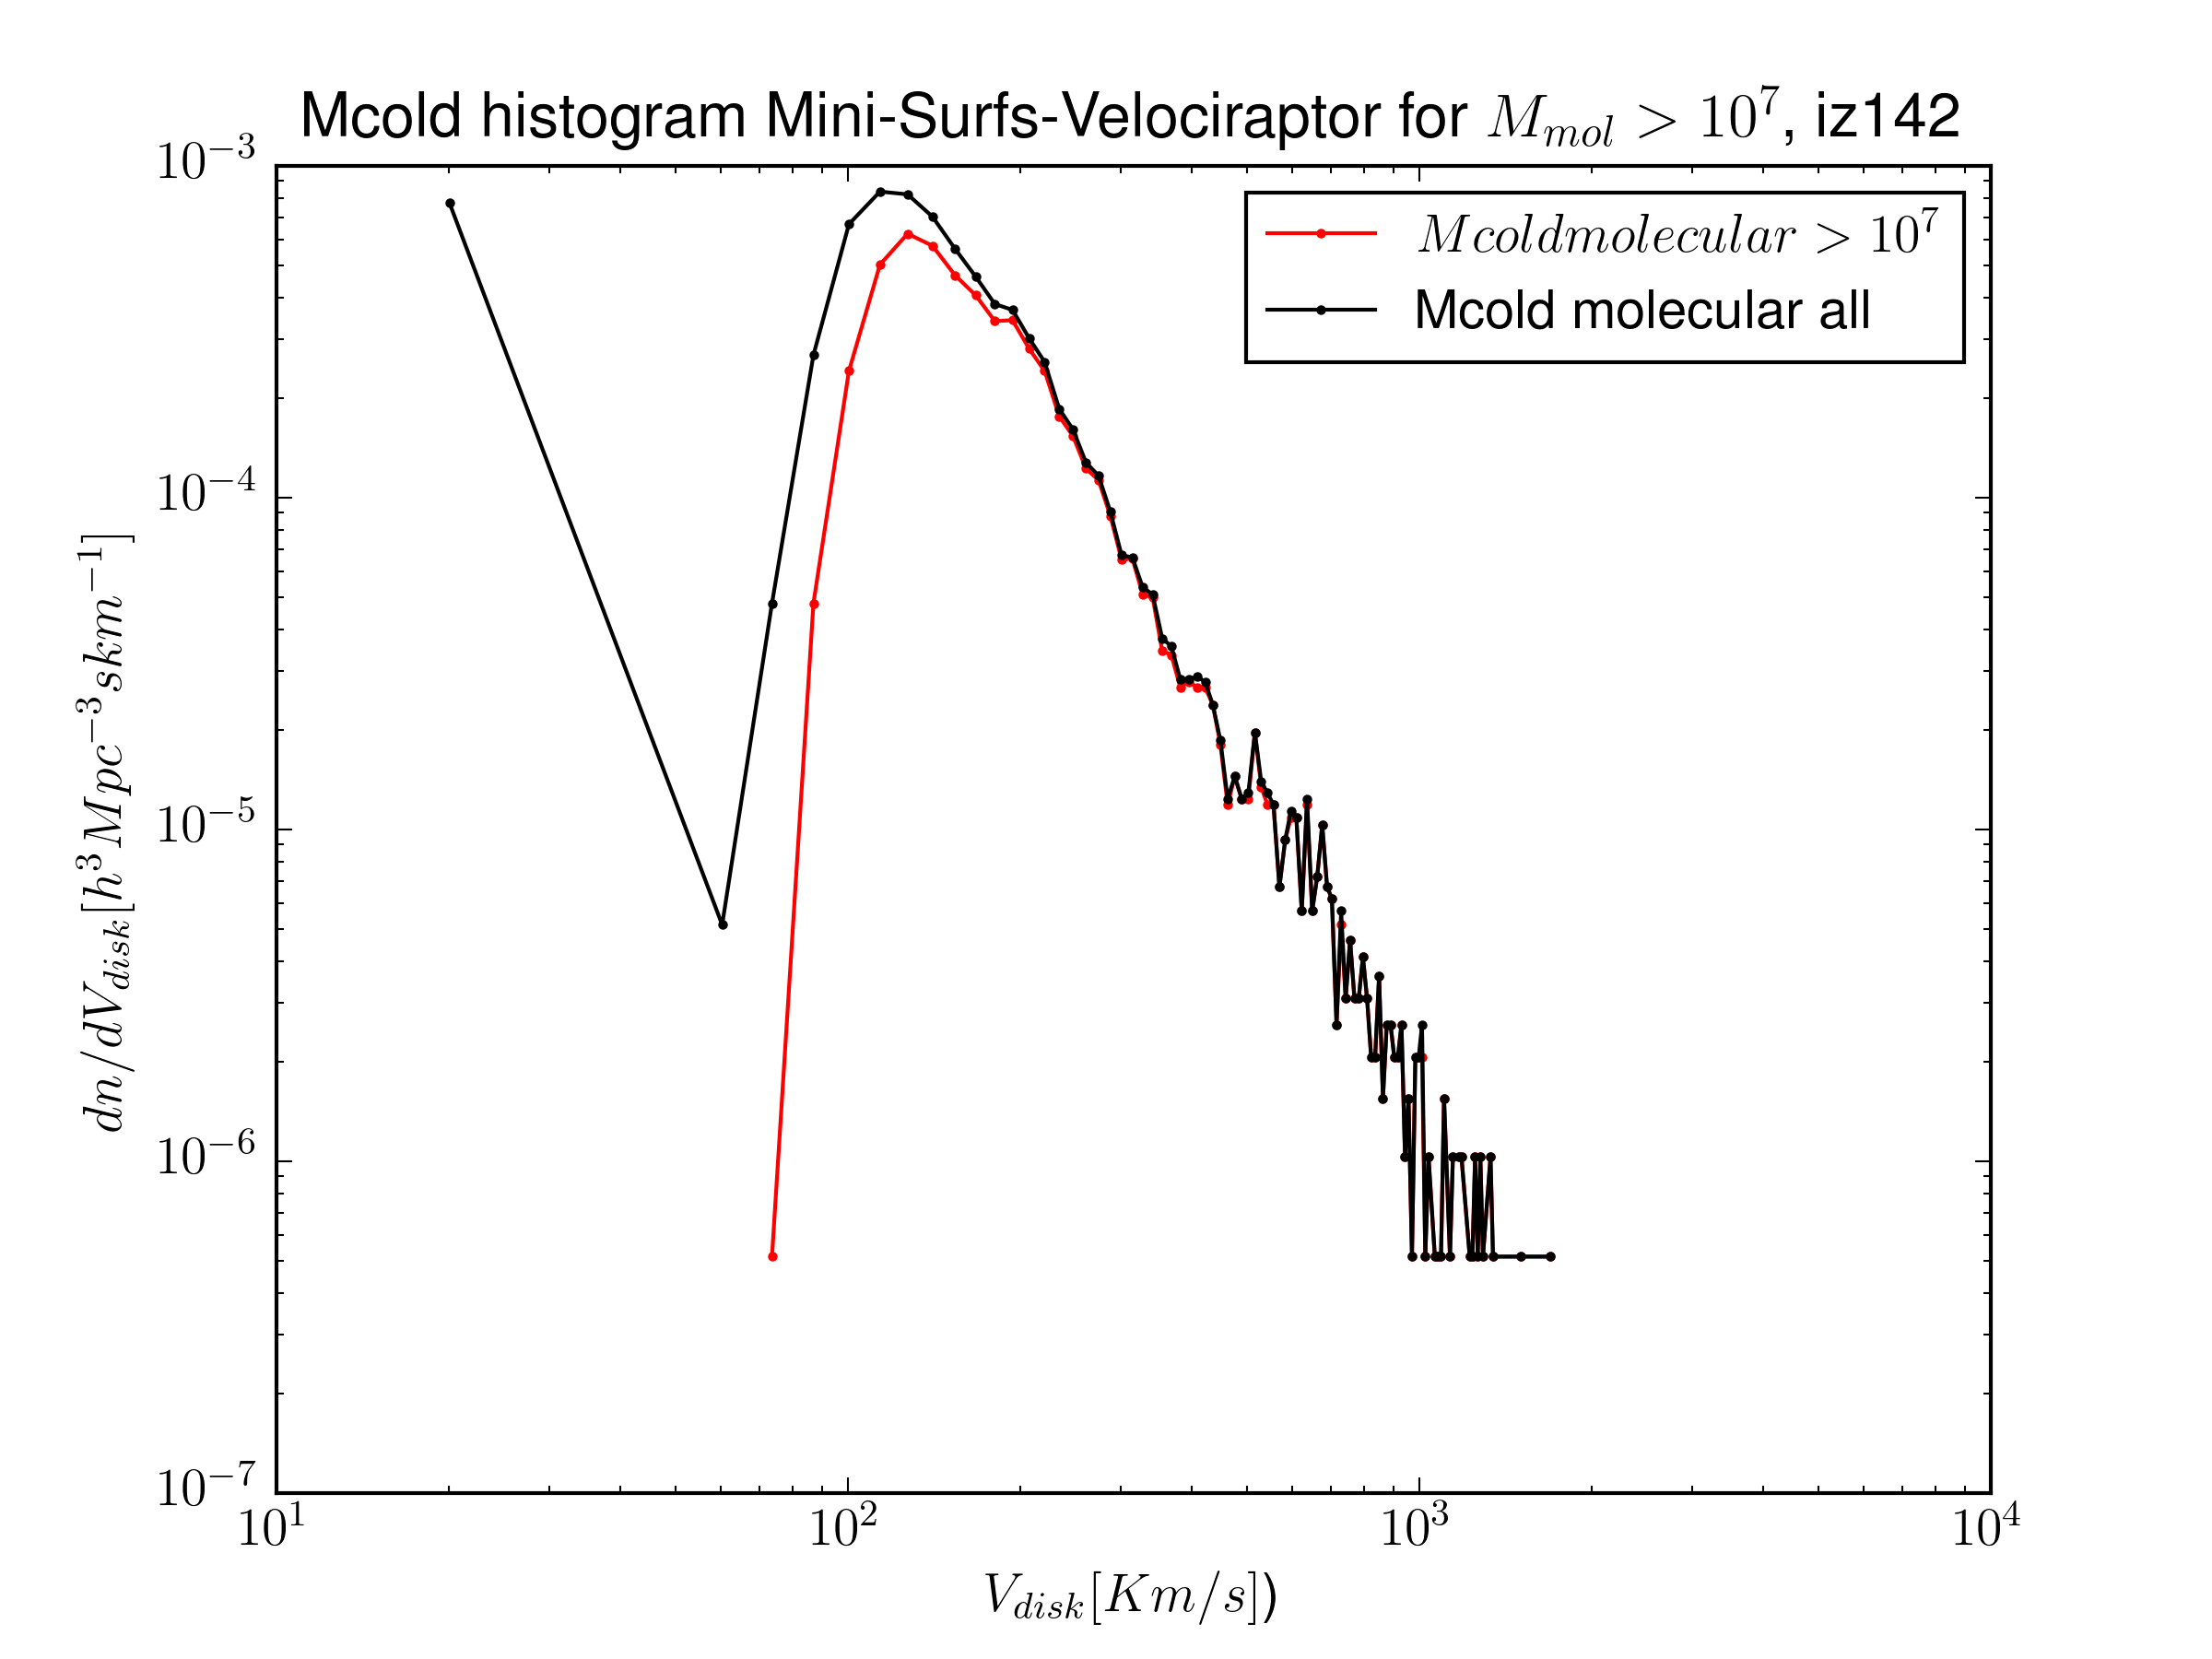 Mcold histogram Mini-Surfs-Velociraptor for $M_{mol} > 10^7$, iz142
$10^{-3}$
$Mcoldmolecular > 10^7$
Mcold molecular all
$10^{-4}$
$dn/dV_{disk}[h^3Mpc^{-3}skm^{-1}]$
$10^{-5}$
$10^{-6}$
$10^{-7}$
$10^1$ $10^2$ $10^3$ $10^4$
$V_{disk}[Km/s]$)